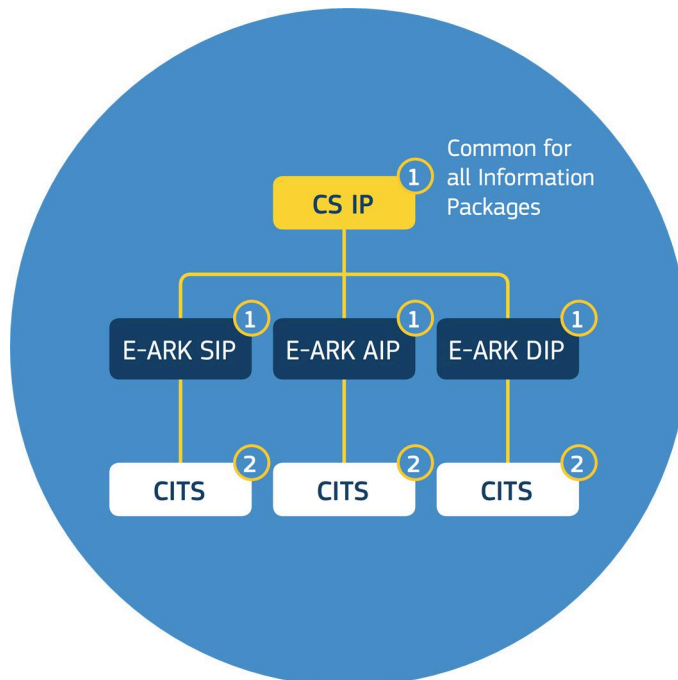 Common for
all Information
Packages
1
CS IP
1
1
1
E-ARK SIP
E-ARK AIP
E-ARK DIP
2
2
2
CITS
CITS
CITS